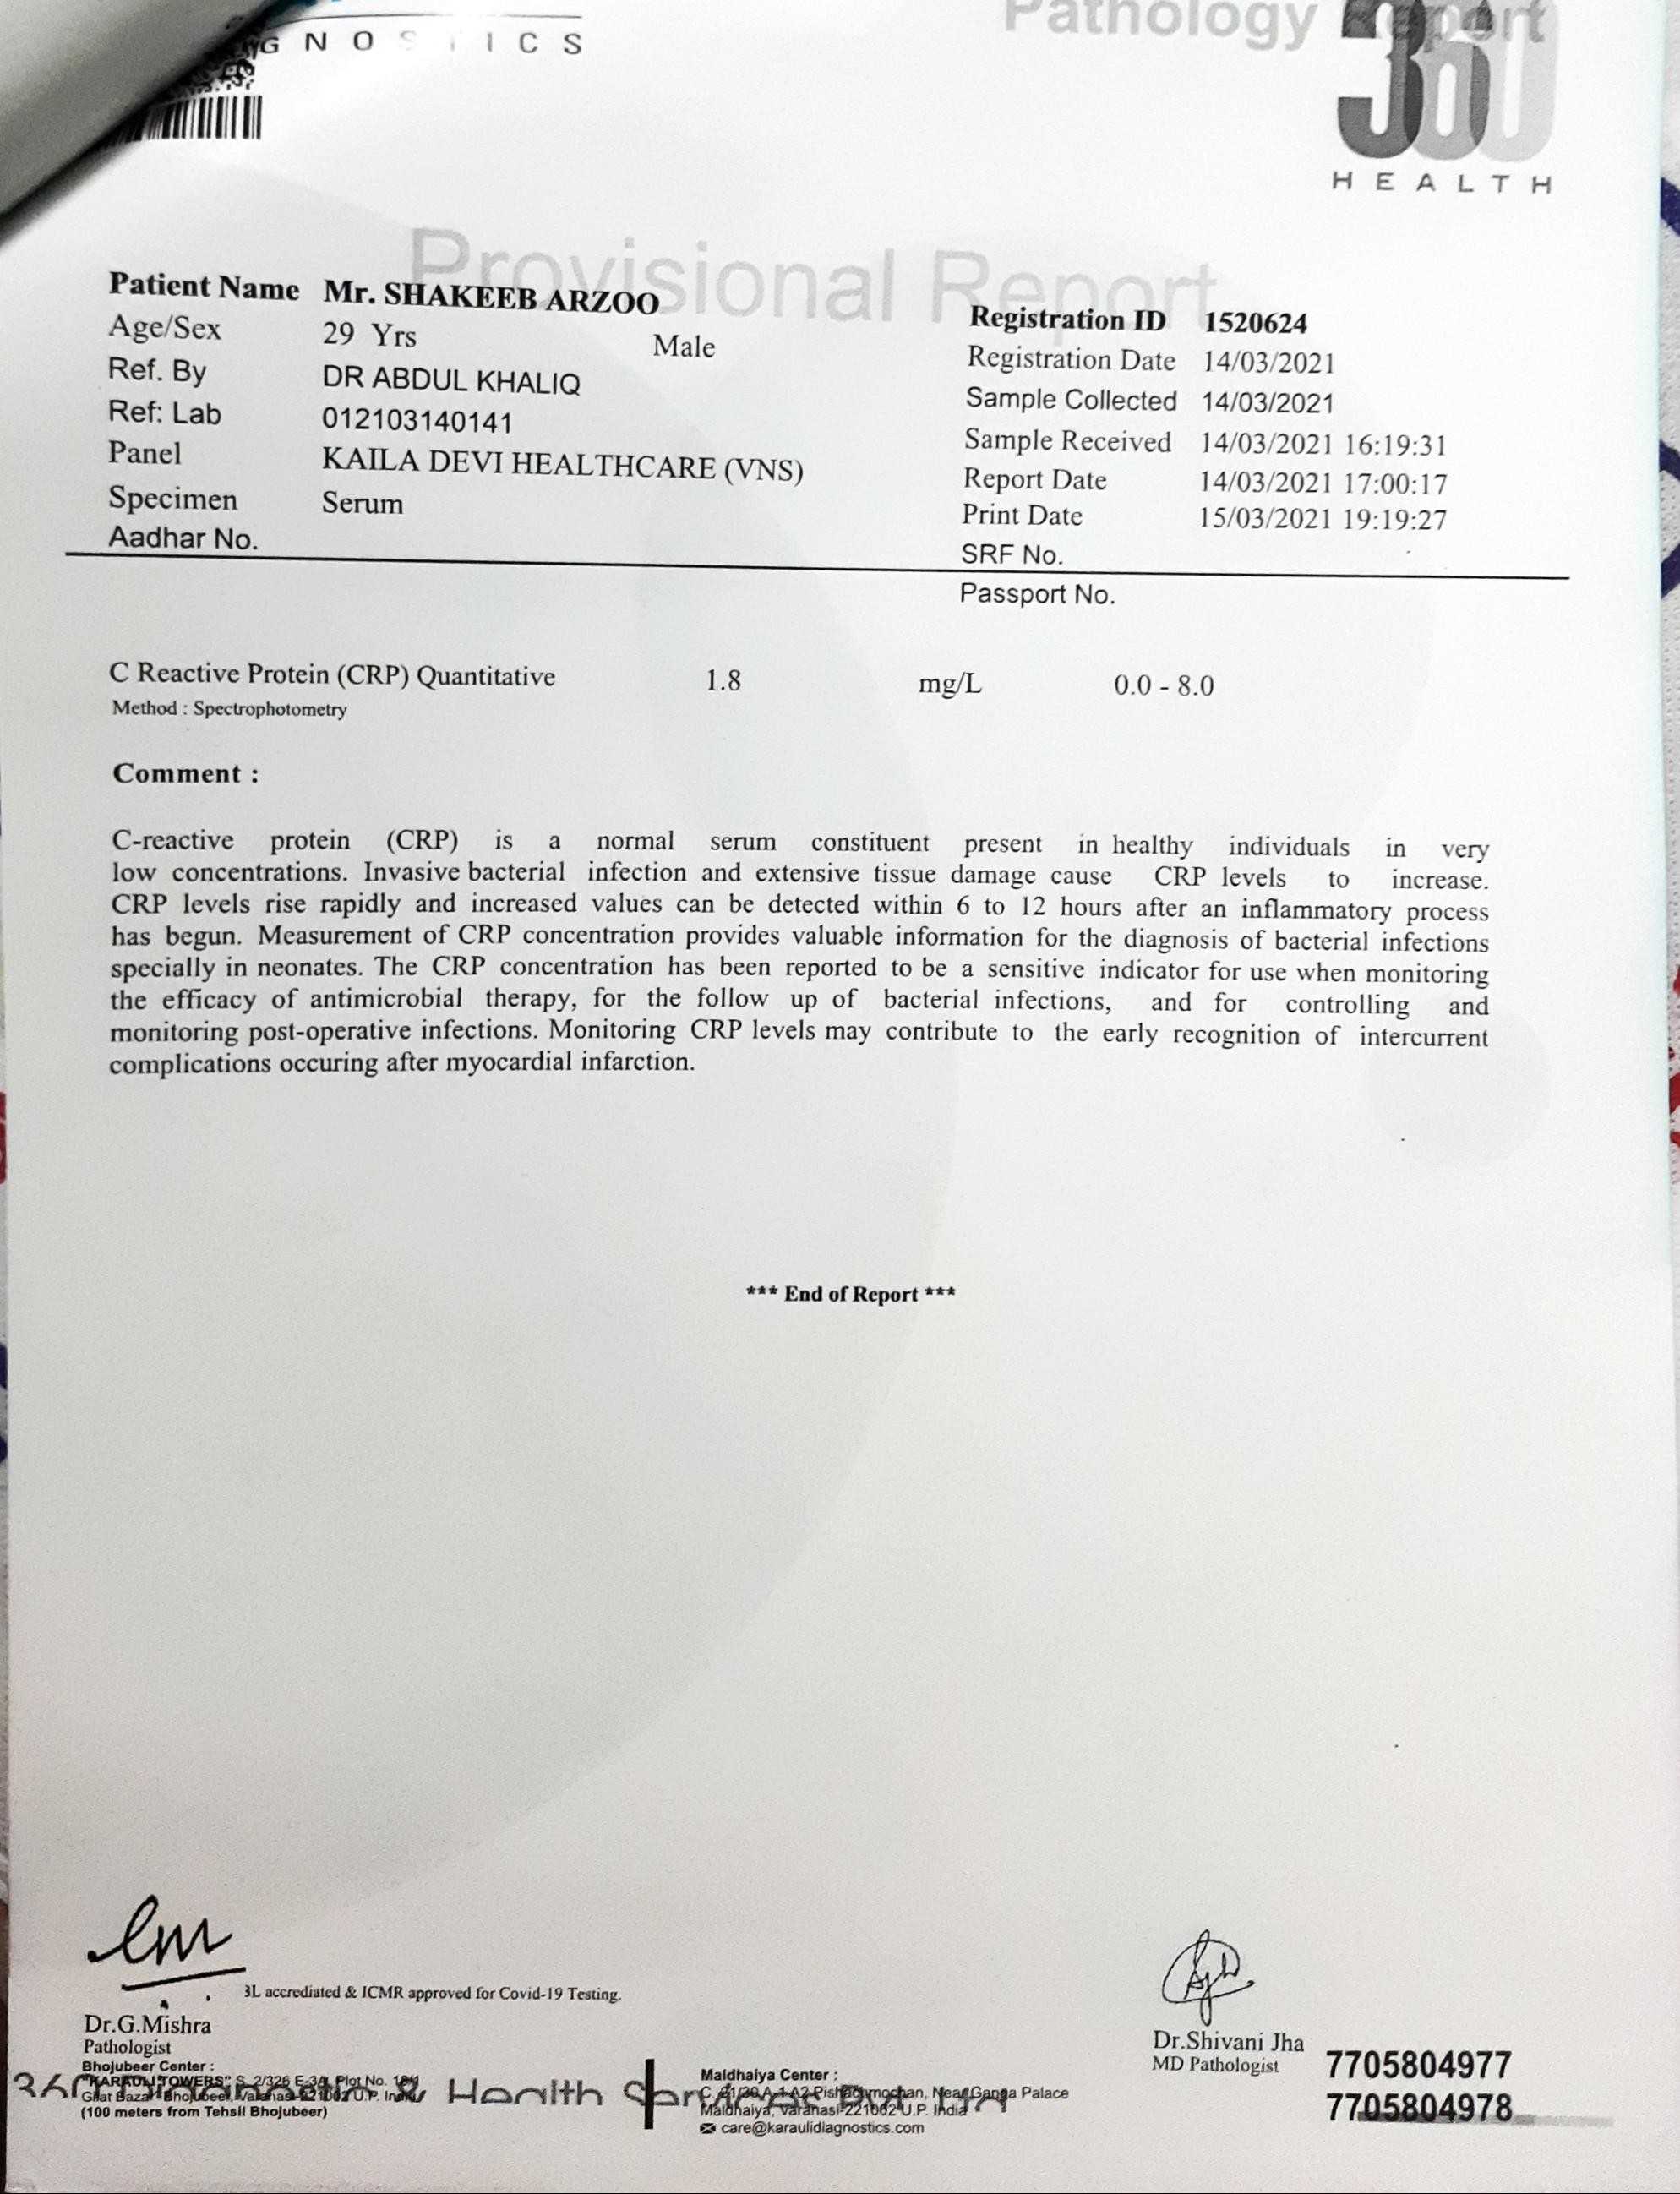 GNOSTICS
Pathology Report
360
HEALTH
Provisional Report
Patient Name Mr. SHAKEEB ARZOO
Age/Sex 29 Yrs Male
Ref. By DR ABDUL KHALIQ
Ref: Lab 012103140141
Panel KAILA DEVI HEALTHCARE (VNS)
Specimen Serum
Aadhar No.
Registration ID 1520624
Registration Date 14/03/2021
Sample Collected 14/03/2021
Sample Received 14/03/2021 16:19:31
Report Date 14/03/2021 17:00:17
Print Date 15/03/2021 19:19:27
SRF No.
Passport No.
C Reactive Protein (CRP) Quantitative 1.8 mg/L 0.0 - 8.0
Method : Spectrophotometry
Comment :
C-reactive protein (CRP) is a normal serum constituent present in healthy individuals in very
low concentrations. Invasive bacterial infection and extensive tissue damage cause CRP levels to increase.
CRP levels rise rapidly and increased values can be detected within 6 to 12 hours after an inflammatory process
has begun. Measurement of CRP concentration provides valuable information for the diagnosis of bacterial infections
specially in neonates. The CRP concentration has been reported to be a sensitive indicator for use when monitoring
the efficacy of antimicrobial therapy, for the follow up of bacterial infections, and for controlling and
monitoring post-operative infections. Monitoring CRP levels may contribute to the early recognition of intercurrent
complications occuring after myocardial infarction.
*** End of Report ***
accrediated & ICMR approved for Covid-19 Testing.
Dr.G.Mishra
Pathologist
Bhojubeer Center :
"KARAULI TOWERS" S. 2/326 Plot No.
Ghat Bazar Bhojubeer, Varanasi-221002 U.P. India
(100 meters from Tehsil Bhojubeer)
& Health Services Pvt Ltd
Maldhaiya Center :
Pishachmochan, Near Ganga Palace
Maldhaiya, Varanasi-221002 U.P. India
care@karaulidiagnostics.com
Dr.Shivani Jha
MD Pathologist
7705804977
7705804978